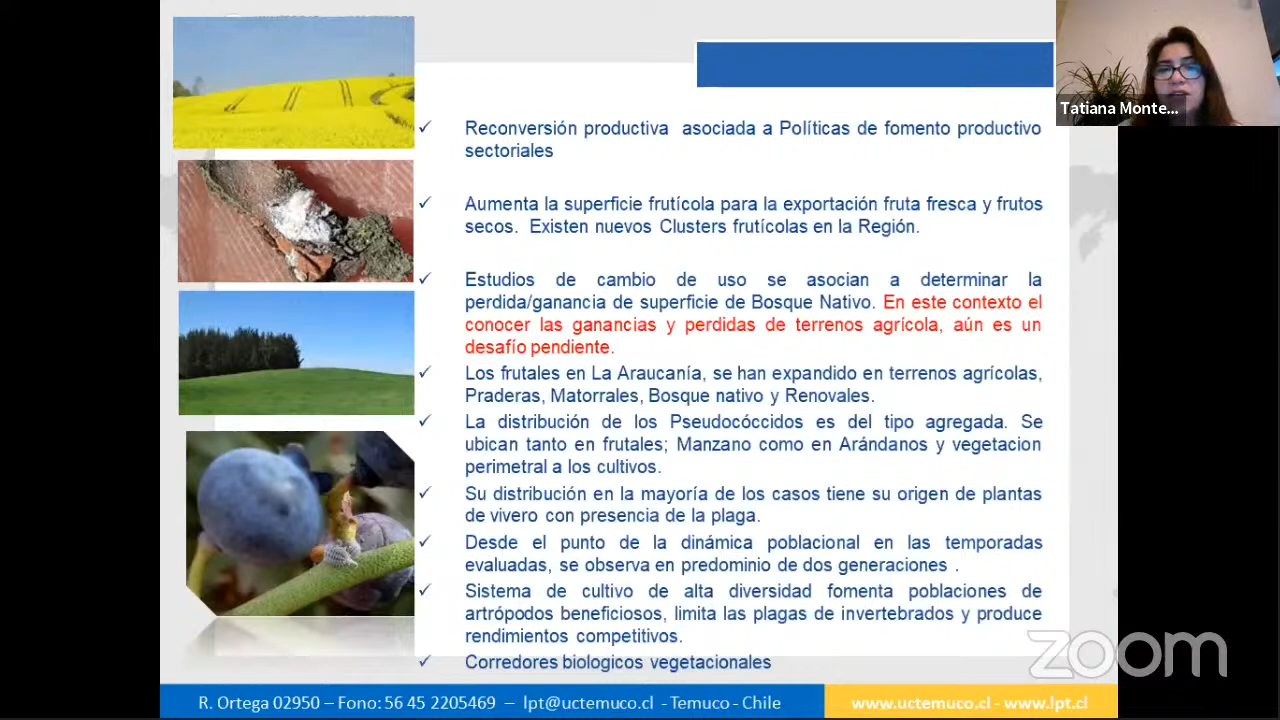 Tatiana Monte...
Reconversión productiva asociada a Políticas de fomento productivo
sectoriales
Aumenta la superficie frutícola para la exportación fruta fresca y frutos
secos. Existen nuevos Clusters frutícolas en la Región.
Estudios de cambio de uso se asocian a determinar la
perdida/ganancia de superficie de Bosque Nativo. En este contexto el
conocer las ganancias y perdidas de terrenos agrícola, aún es un
desafío pendiente.
Los frutales en La Araucanía, se han expandido en terrenos agrícolas,
Praderas, Matorrales, Bosque nativo y Renovales.
La distribución de los Pseudocóccidos es del tipo agregada. Se
ubican tanto en frutales; Manzano como en Arándanos y vegetacion
perimetral a los cultivos.
Su distribución en la mayoría de los casos tiene su origen de plantas
de vivero con presencia de la plaga.
Desde el punto de la dinámica poblacional en las temporadas
evaluadas, se observa en predominio de dos generaciones .
Sistema de cultivo de alta diversidad fomenta poblaciones de
artrópodos beneficiosos, limita las plagas de invertebrados y produce
rendimientos competitivos.
Corredores biologicos vegetacionales
zoom
R. Ortega 02950 – Fono: 56 45 2205469 – lpt@uctemuco.cl - Temuco - Chile
www.uctemuco.cl - www.lpt.cl